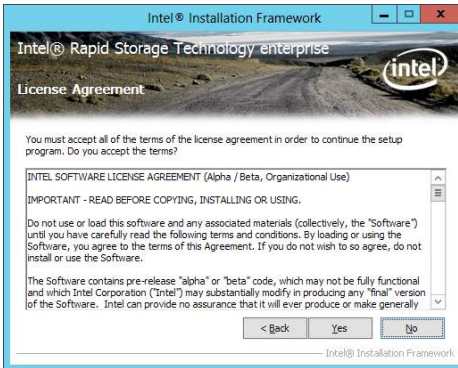 Intel® Installation Framework
Intel® Rapid Storage Technology enterprise
intel
License Agreement
You must accept all of the terms of the license agreement in order to continue the setup
program. Do you accept the terms?
INTEL SOFTWARE LICENSE AGREEMENT (Alpha / Beta, Organizational Use)
IMPORTANT - READ BEFORE COPYING, INSTALLING OR USING.
Do not use or load this software and any associated materials (collectively, the "Software")
until you have carefully read the following terms and conditions. By loading or using the
Software, you agree to the terms of this Agreement. If you do not wish to so agree, do not
install or use the Software.
The Software contains pre-release "alpha" or "beta" code, which may not be fully functional
and which Intel Corporation ("Intel") may substantially modify in producing any "final" version
of the Software. Intel can provide no assurance that it will ever produce or make generally
< Back Yes No
Intel® Installation Framework